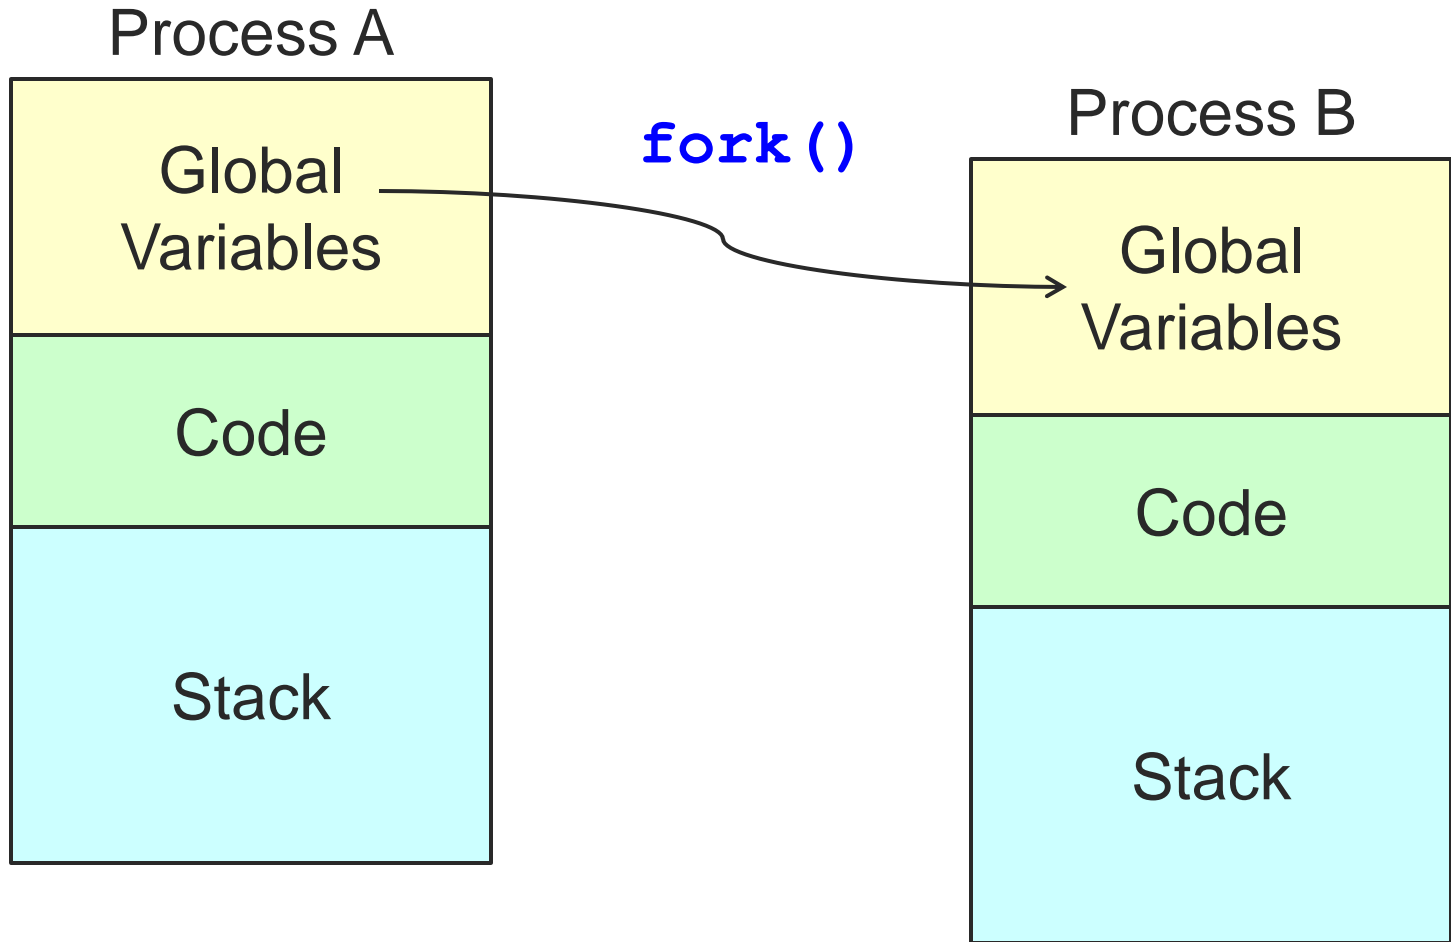 Process A
Global
Variables
Code
Stack
fork()
Process B
Global
Variables
Code
Stack